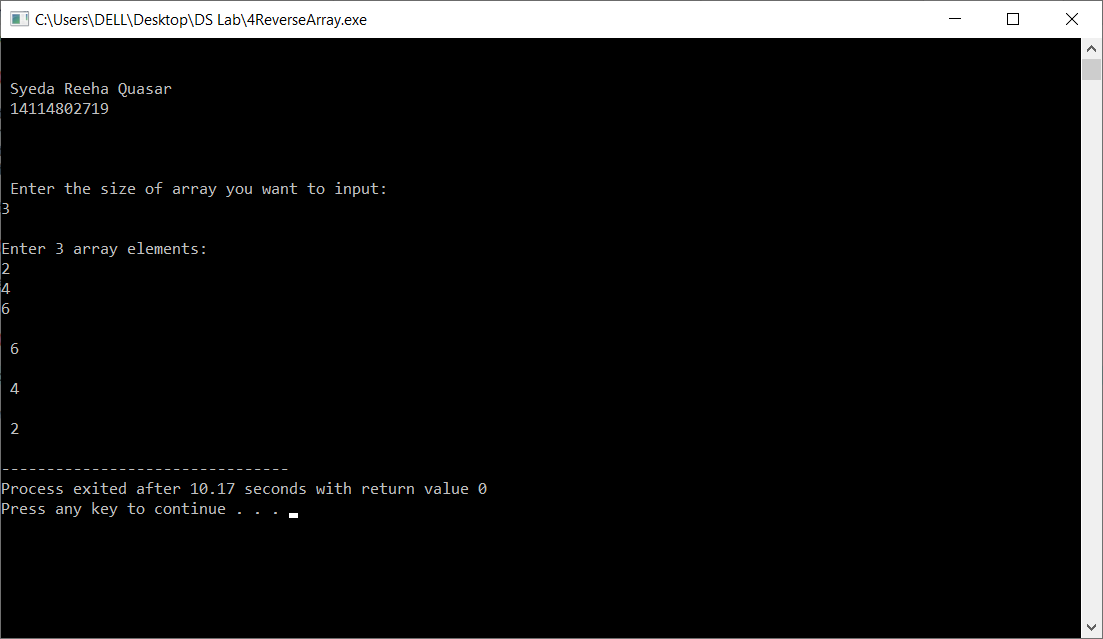 C:\Users\DELL\Desktop\DS Lab\4ReverseArray.exe
Syeda Reeha Quasar
14114802719
Enter the size of array you want to input:
3
Enter 3 array elements:
2
4
6
6
4
2
--------------------------------
Process exited after 10.17 seconds with return value 0
Press any key to continue . . .